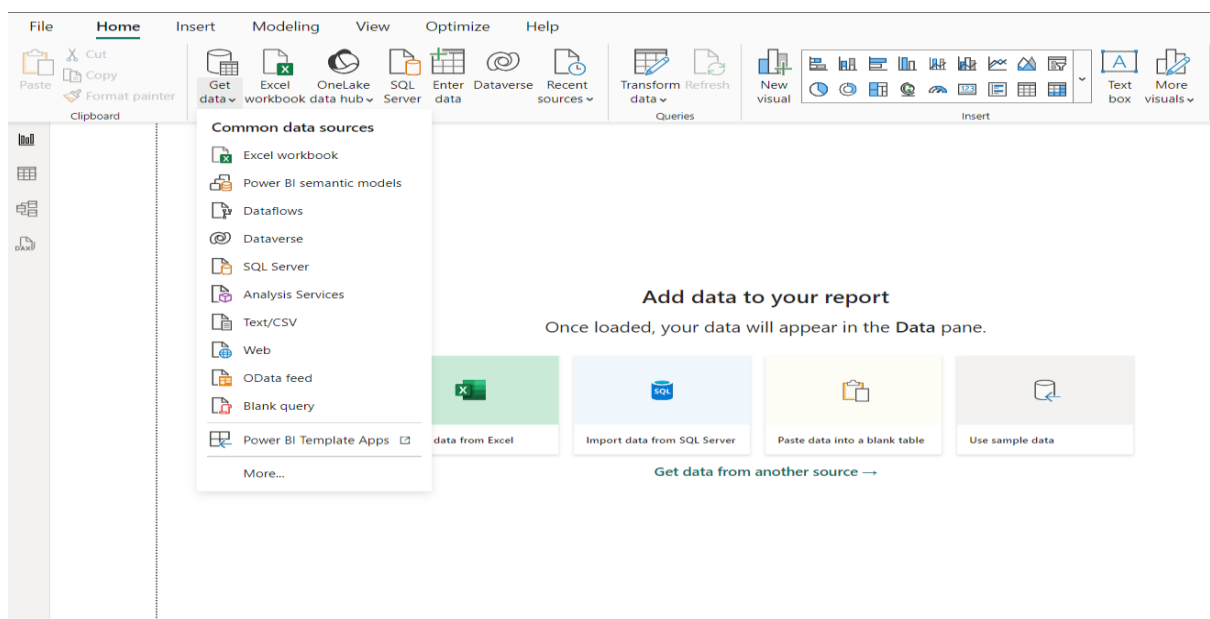 File Home Insert Modeling View Optimize Help
Paste
Cut
Copy
Format painter
Clipboard
Get data
Excel workbook
OneLake data hub
SQL Server
Enter data
Dataverse
Recent sources
Transform data
Refresh
Queries
New visual
123
A
Text box
More visuals
Insert
DAX
Common data sources
Excel workbook
Power BI semantic models
Dataflows
Dataverse
SQL Server
Analysis Services
Text/CSV
Web
OData feed
Blank query
Power BI Template Apps
More...
Add data to your report
Once loaded, your data will appear in the Data pane.
X
SQL
data from Excel
Import data from SQL Server
Paste data into a blank table
Use sample data
Get data from another source →